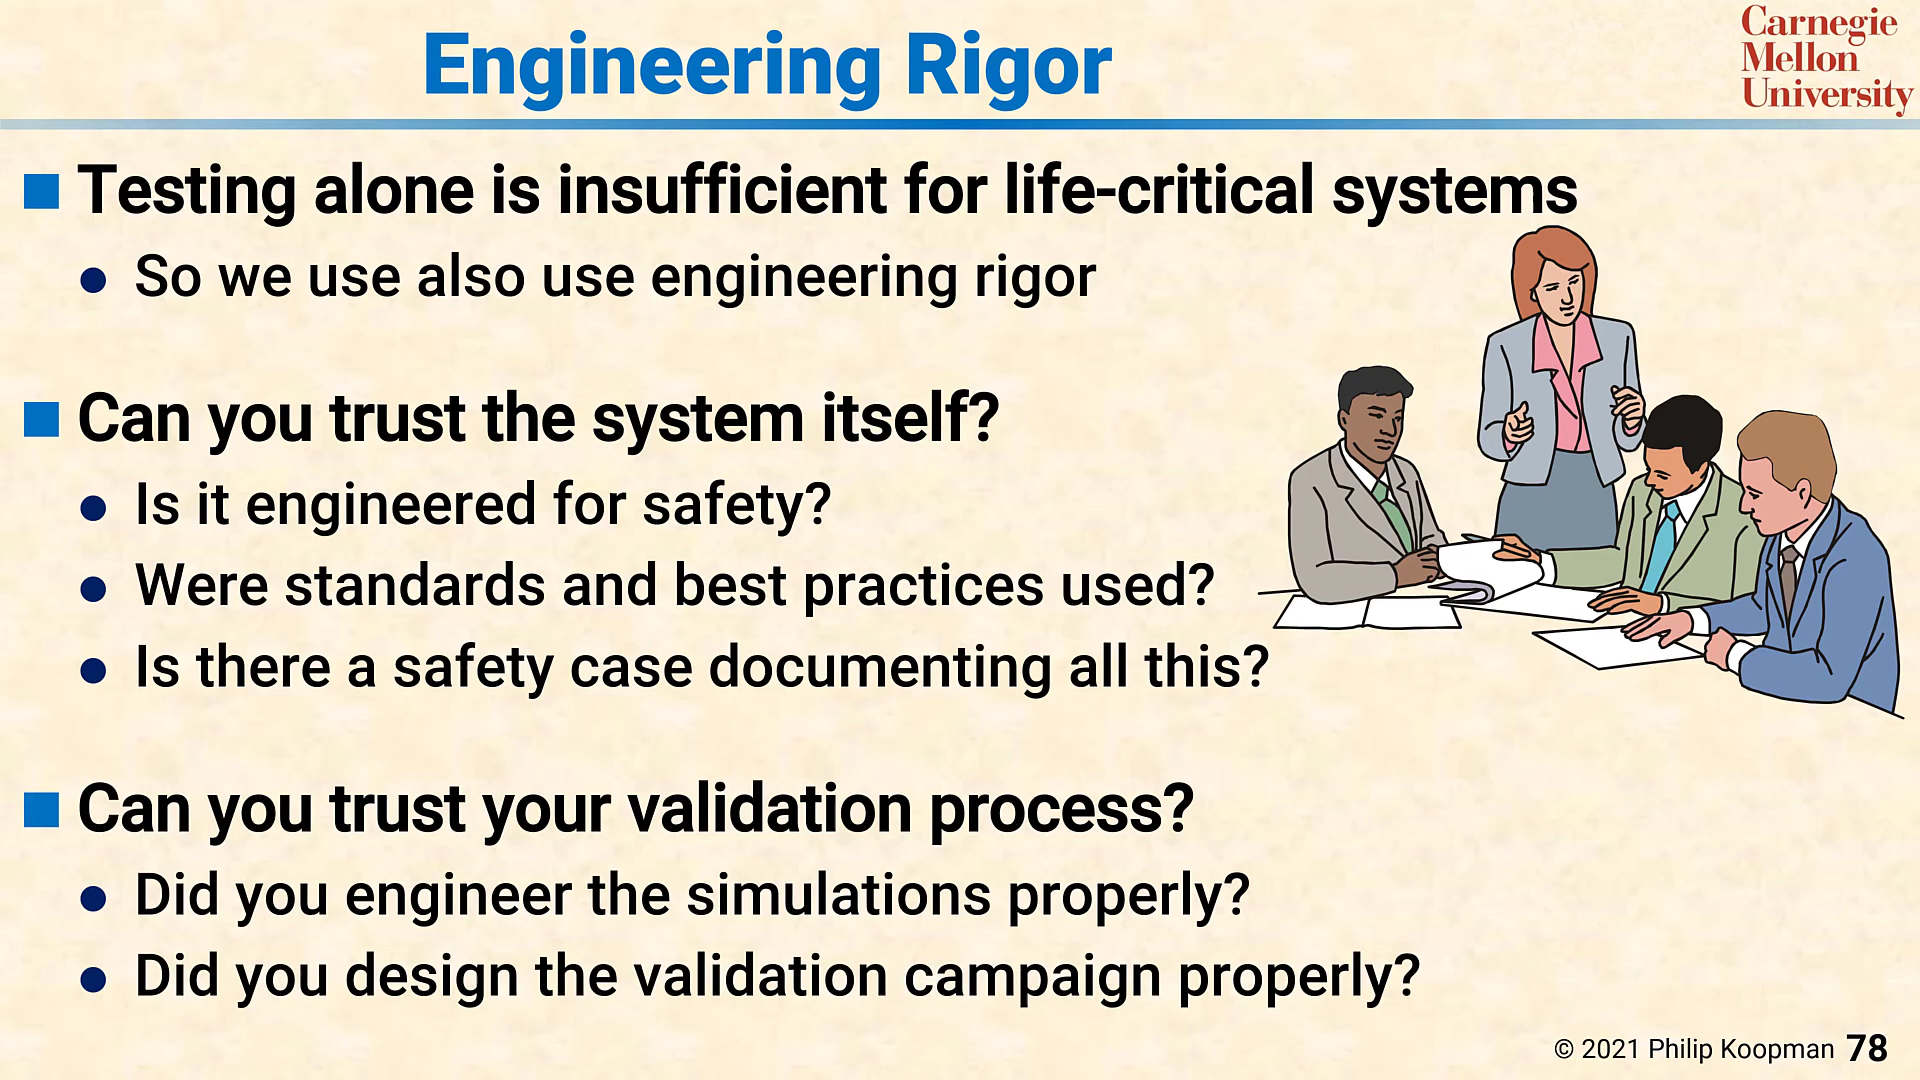 Engineering Rigor
Carnegie
Mellon
University
Testing alone is insufficient for life-critical systems
So we use also use engineering rigor
Can you trust the system itself?
Is it engineered for safety?
Were standards and best practices used?
Is there a safety case documenting all this?
Can you trust your validation process?
Did you engineer the simulations properly?
Did you design the validation campaign properly?
© 2021 Philip Koopman 78